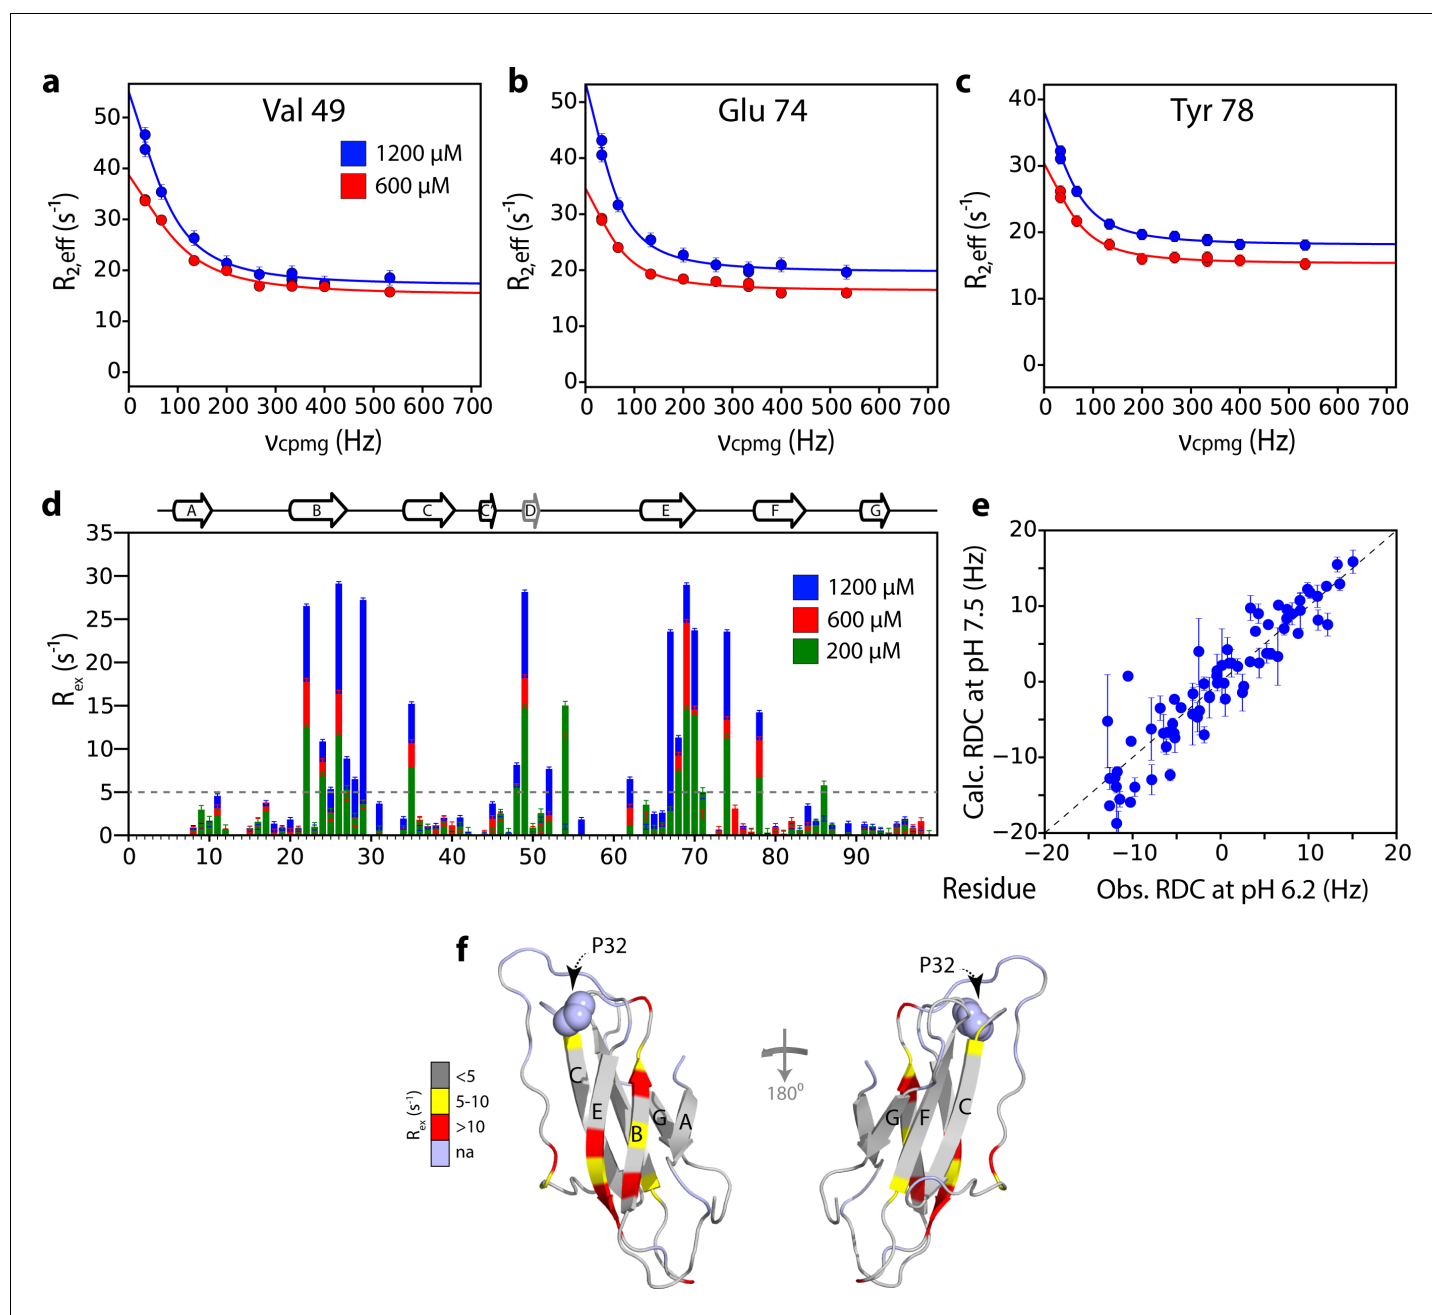 a
Val 49
R2,eff (s-1)
50
40
30
20
10
0
1200 µM
600 µM
0 100 200 300 400 500 600 700
νcpmg (Hz)
b
Glu 74
R2,eff (s-1)
50
40
30
20
10
0
0 100 200 300 400 500 600 700
νcpmg (Hz)
c
Tyr 78
R2,eff (s-1)
40
30
20
10
0
0 100 200 300 400 500 600 700
νcpmg (Hz)
d
A B C C' D E F G
Rex (s-1)
35
30
25
20
15
10
5
0
1200 µM
600 µM
200 µM
0 10 20 30 40 50 60 70 80 90
Residue
e
Calc. RDC at pH 7.5 (Hz)
20
10
0
−10
−20
−20 −10 0 10 20
Obs. RDC at pH 6.2 (Hz)
f
P32
C E B G A
Rex (s-1)
<5
5-10
>10
na
180⁰
P32
G F C